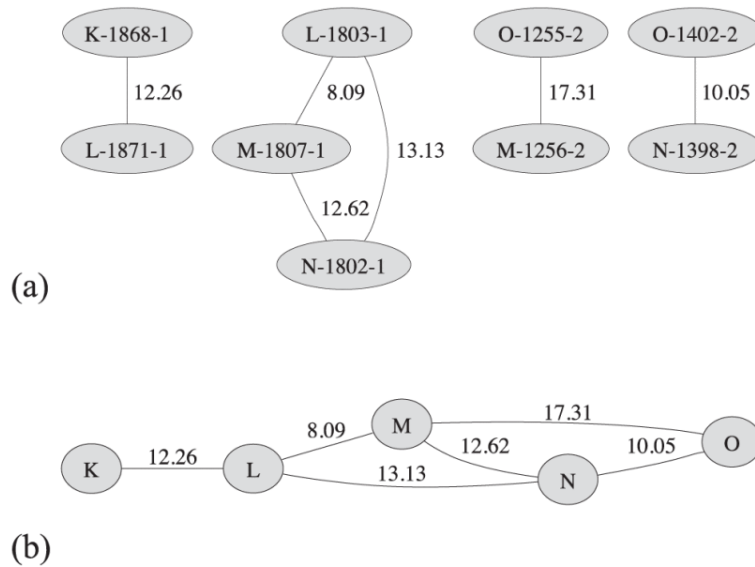 K-1868-1 L-1803-1 O-1255-2 O-1402-2
12.26 8.09 17.31 10.05
L-1871-1 M-1807-1 13.13 M-1256-2 N-1398-2
12.62
N-1802-1
(a)
M 17.31
8.09 12.62 10.05 O
K 12.26 L 13.13 N
(b)